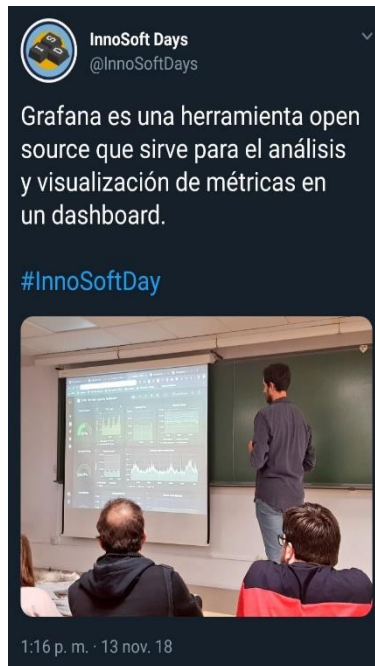 InnoSoft Days
@InnoSoftDays
Grafana es una herramienta open
source que sirve para el análisis
y visualización de métricas en
un dashboard.
#InnoSoftDay
1:16 p. m. · 13 nov. 18